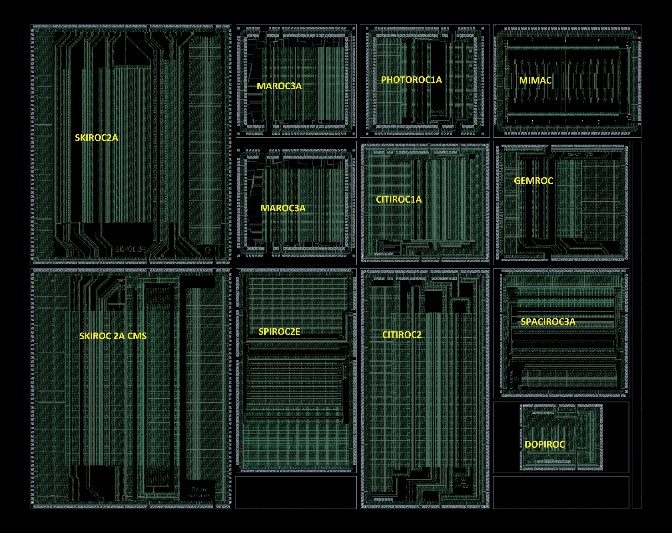 SKIROC2A
MAROC3A
PHOTOROC1A
MIMAC
MAROC3A
CITIROC1A
GEMROC
SKIROC 2A CMS
SPIROC2E
CITIROC2
SPACIROC3A
DOPIROC